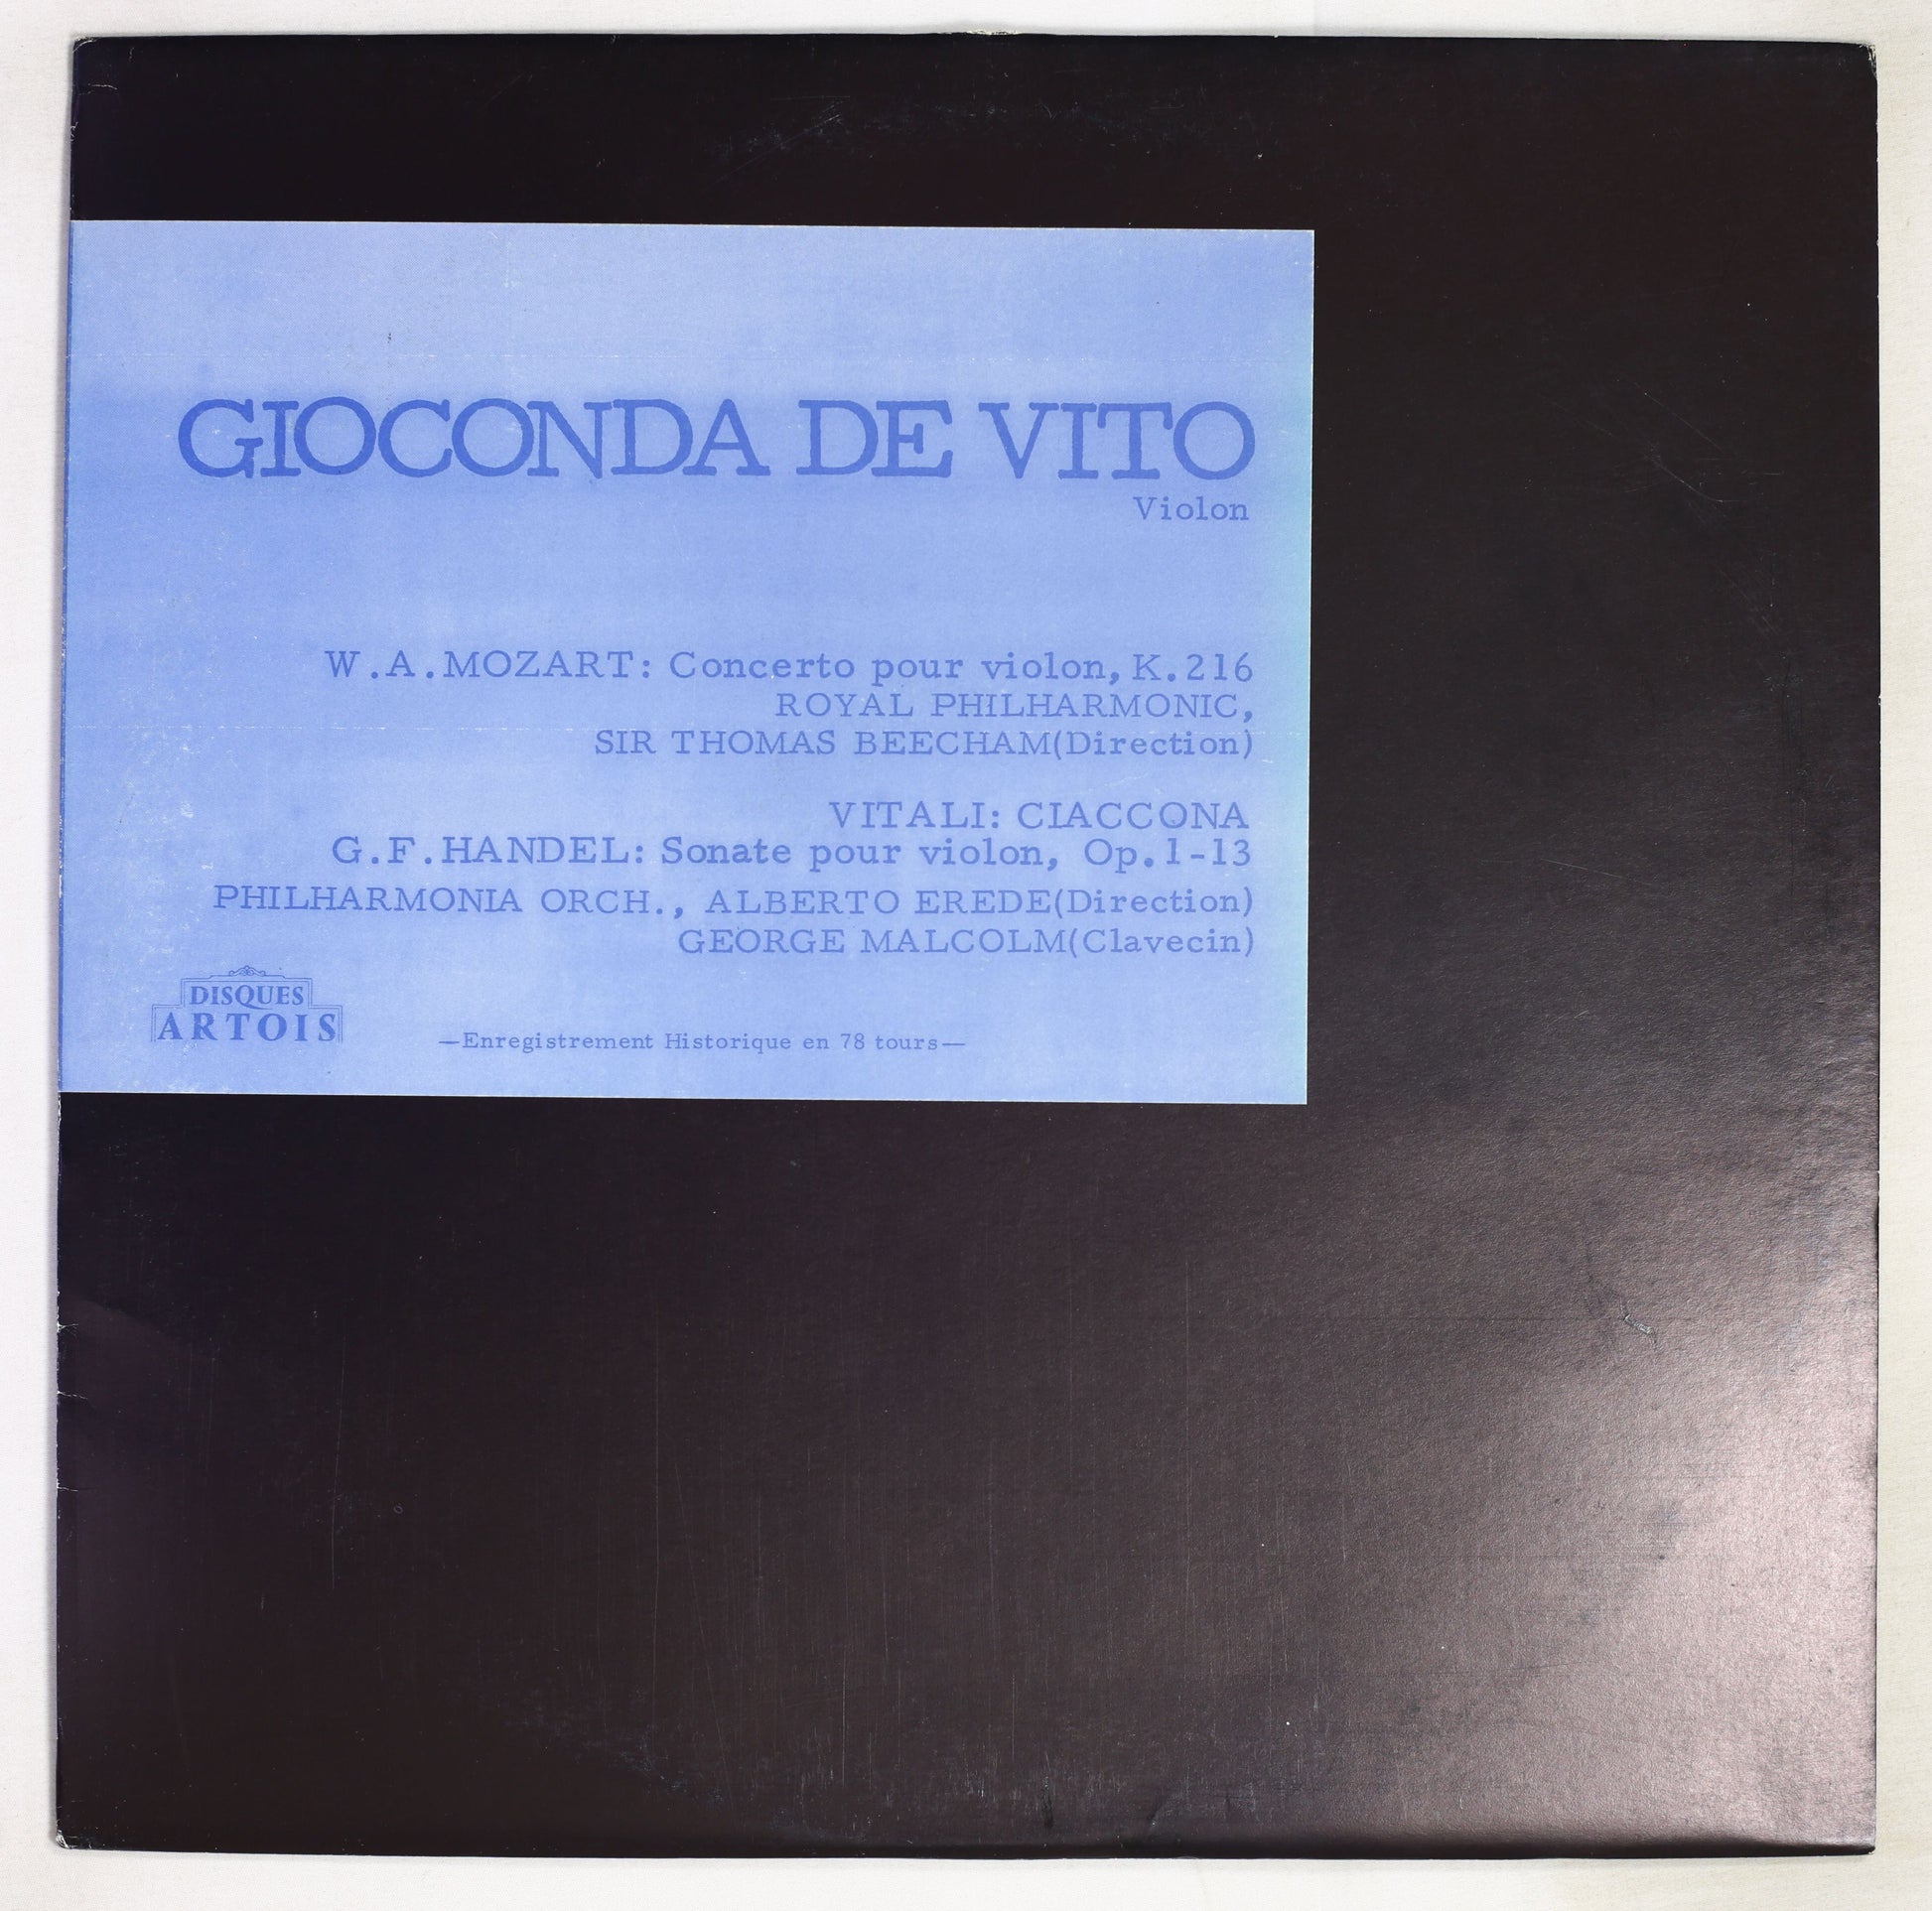 GIOCONDA DE VITO
Violon
W.A.MOZART: Concerto pour violon, K.216
ROYAL PHILHARMONIC,
SIR THOMAS BEECHAM(Direction)
VITALI: CIACCONA
G.F.HANDEL: Sonate pour violon, Op.1-13
PHILHARMONIA ORCH., ALBERTO EREDE(Direction)
GEORGE MALCOLM(Clavecin)
DISQUES
ARTOIS
—Enregistrement Historique en 78 tours—